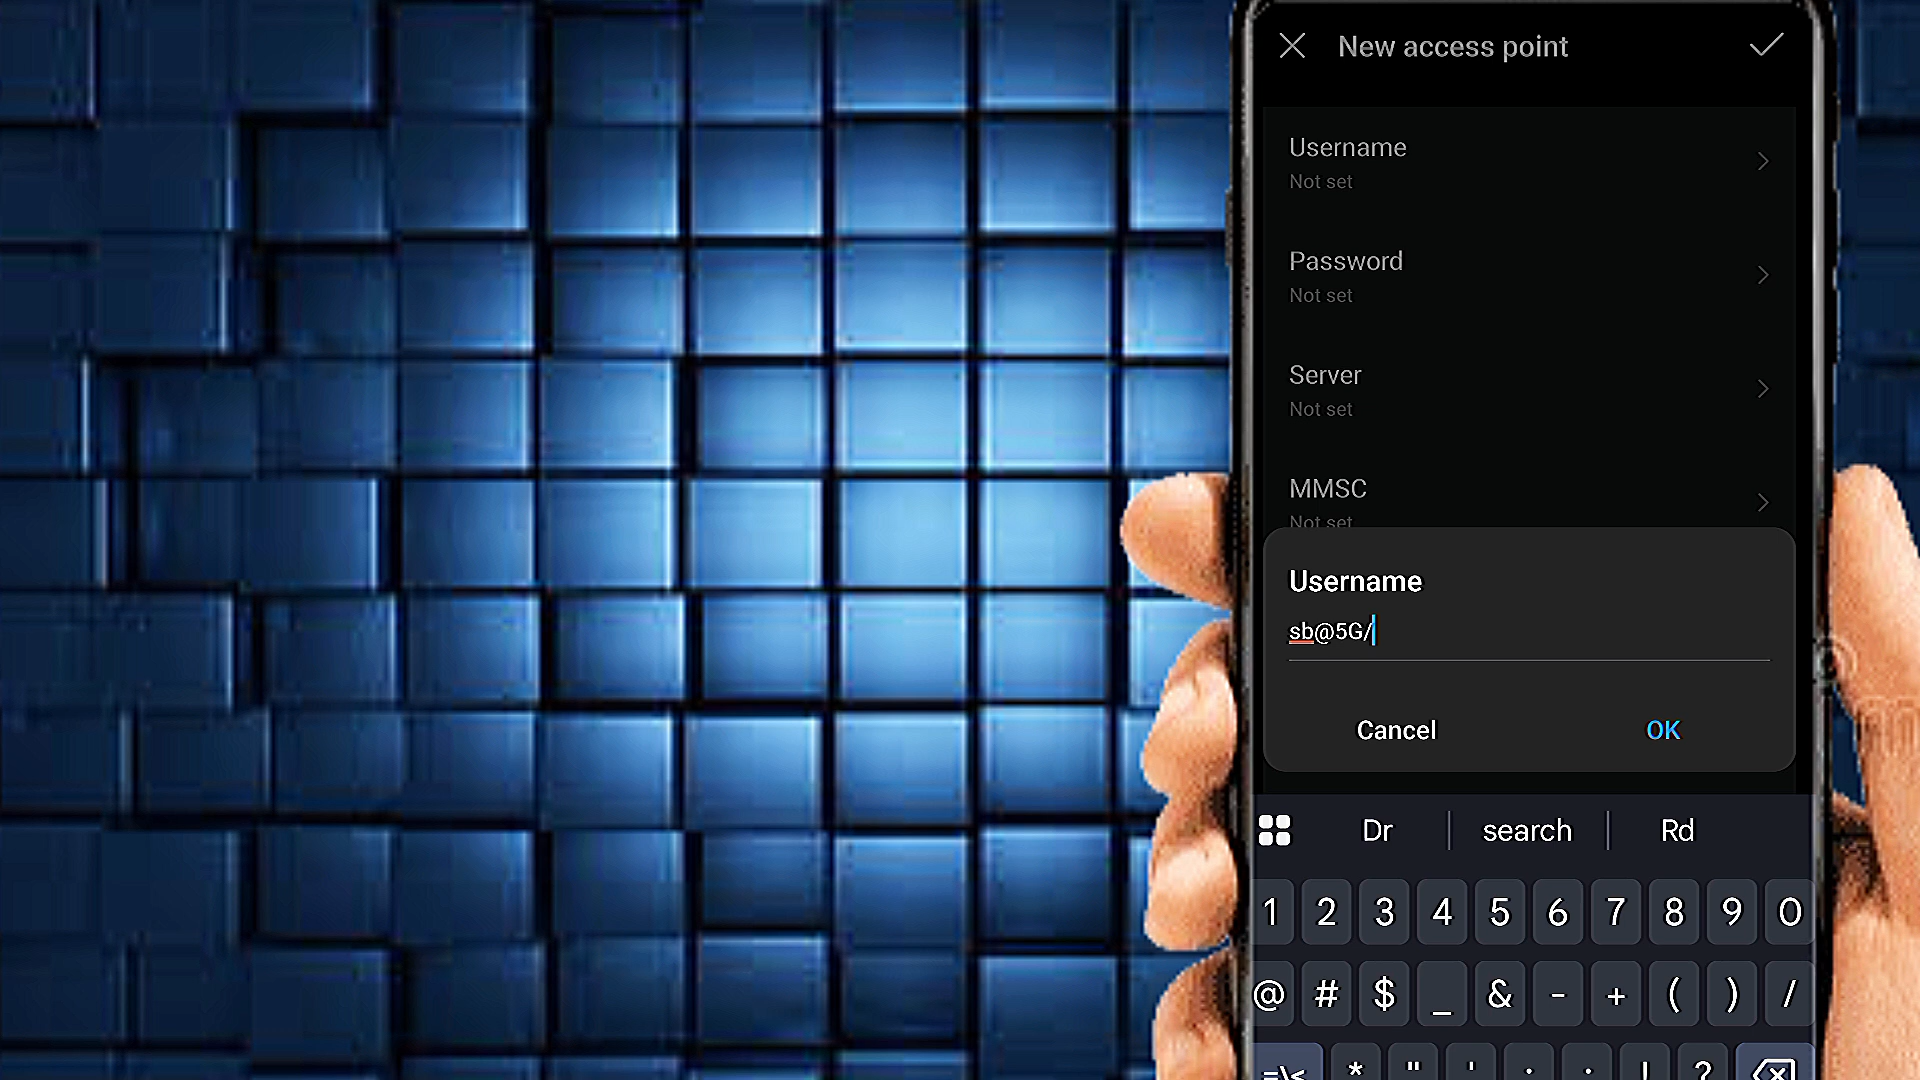 New access point
Username
Not set
Password
Not set
Server
Not set
MMSC
Not set
Username
sb@5G/
Cancel OK
Dr search Rd
1 2 3 4 5 6 7 8 9 0
@ # $ _ & - + ( ) /
=\< * " ' : ; ! ?